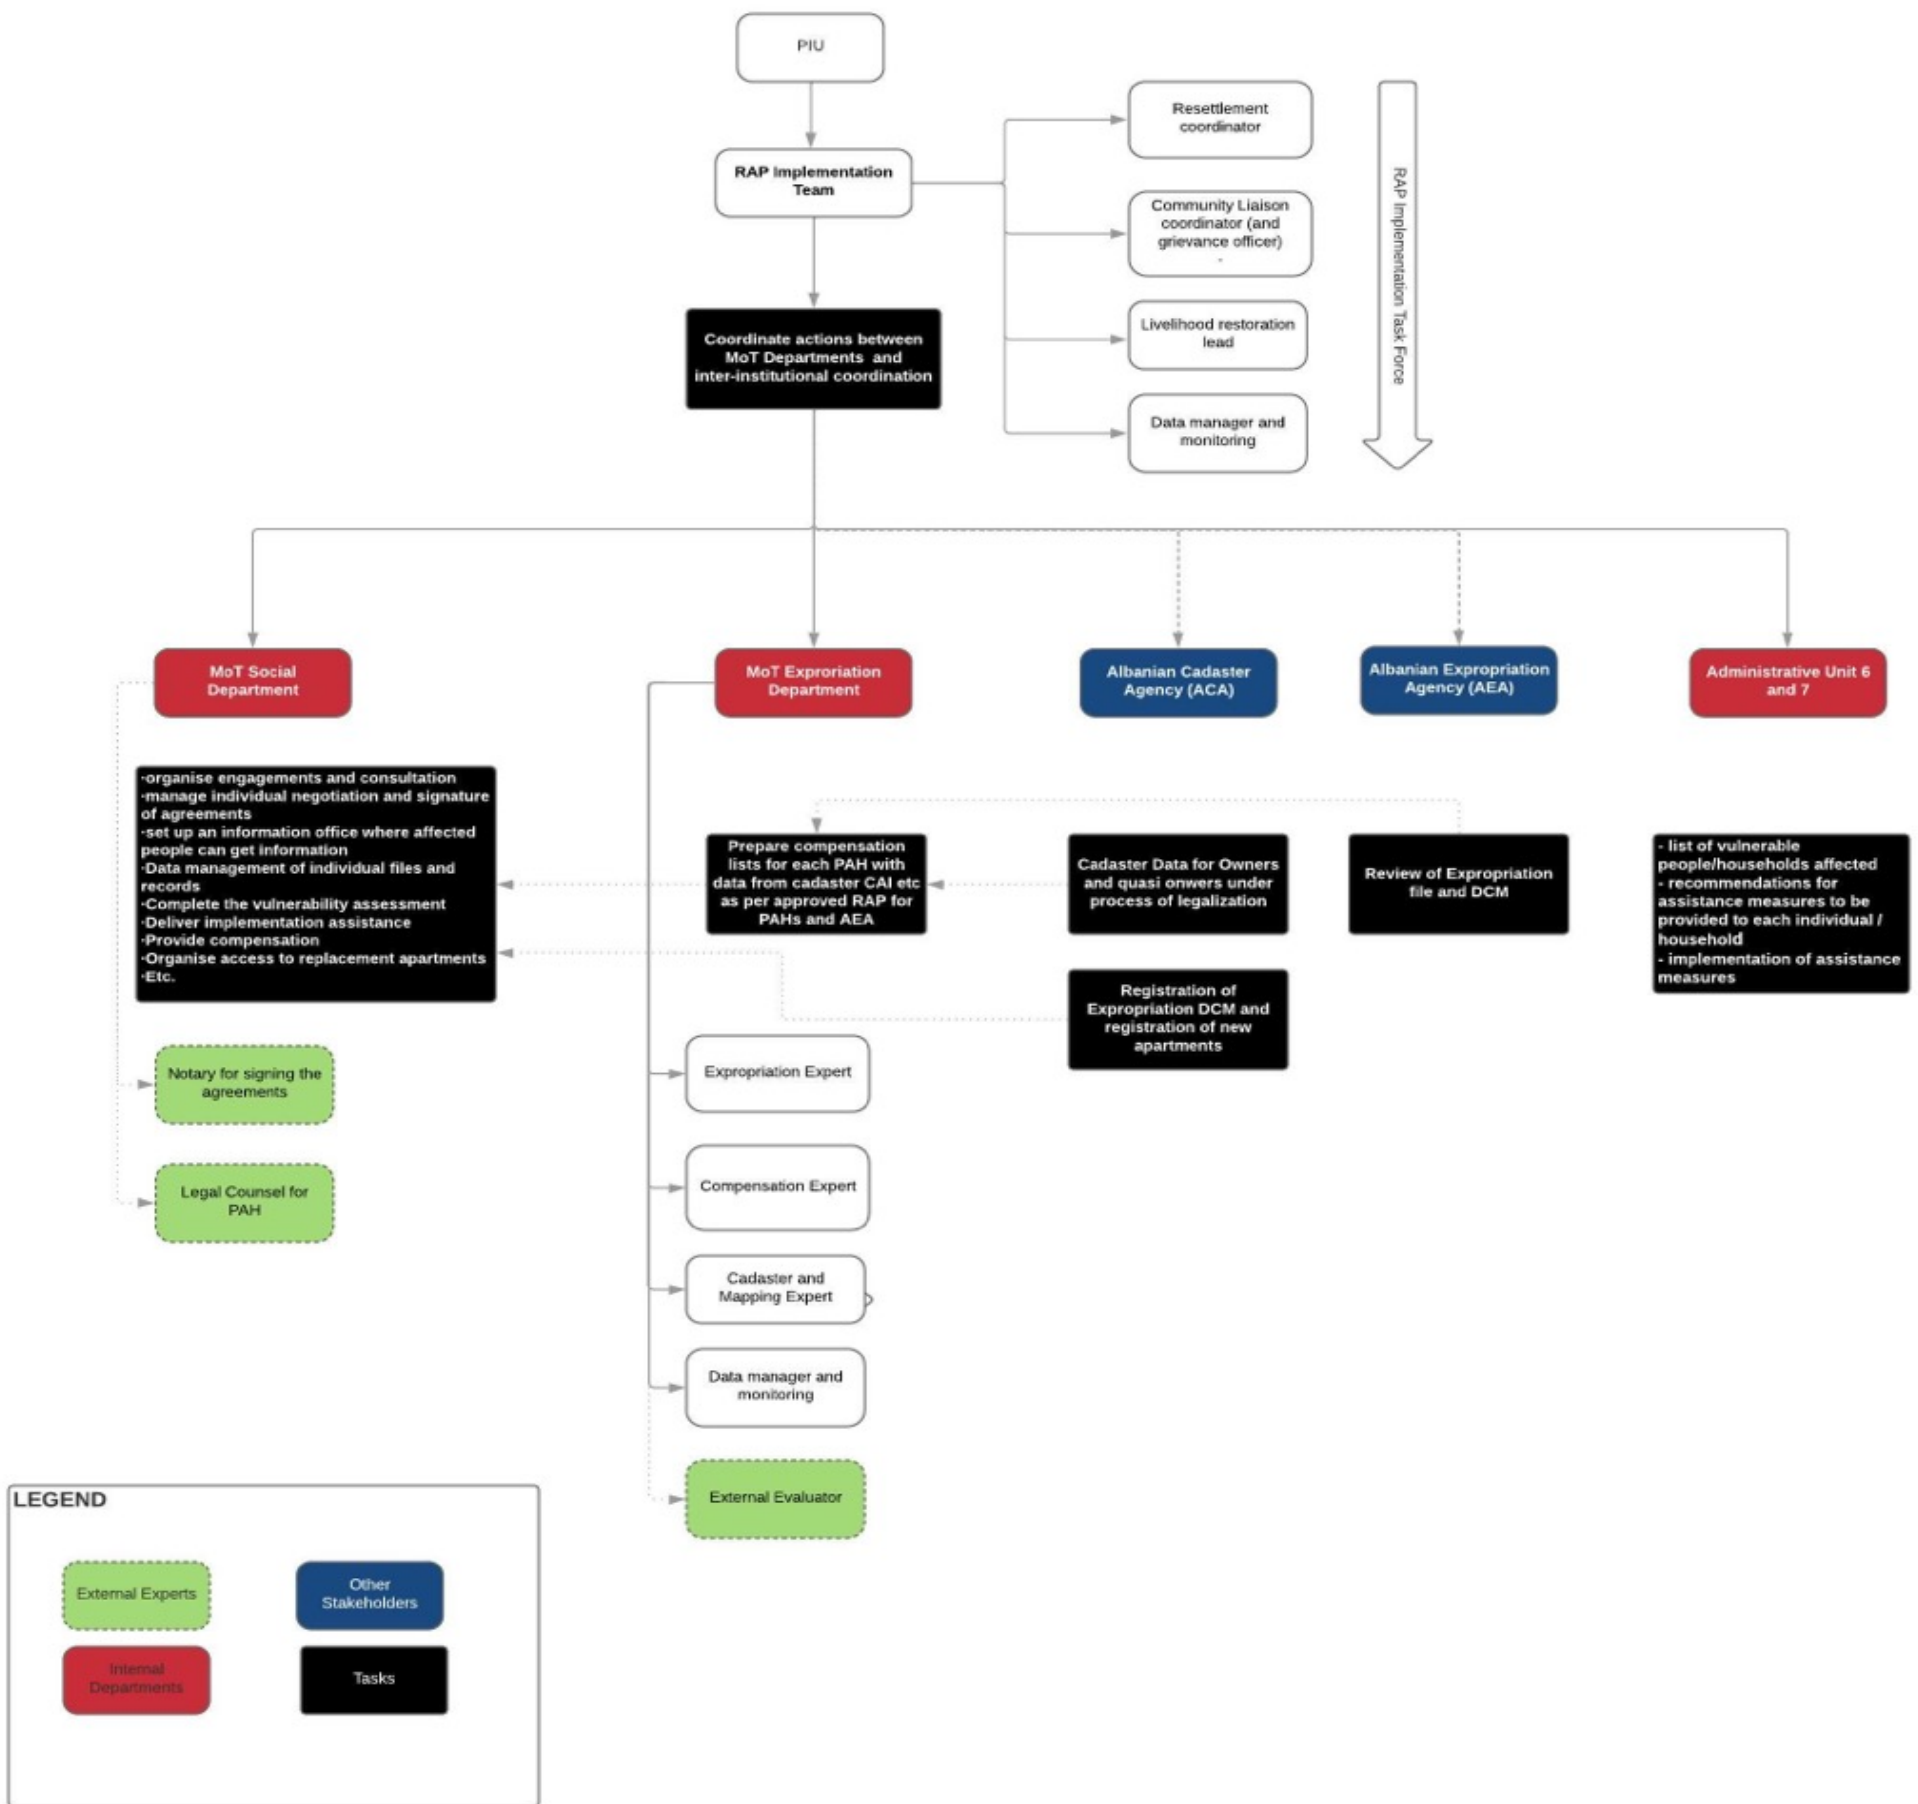 PIU
RAP Implementation
Team
Resettlement
coordinator
Community Liaison
coordinator (and
grievance officer)
-
Livelihood restoration
lead
Data manager and
monitoring
RAP Implementation Task Force
Coordinate actions between
MoT Departments and
inter-institutional coordination
MoT Social
Department
MoT Exproriation
Department
Albanian Cadaster
Agency (ACA)
Albanian Expropriation
Agency (AEA)
Administrative Unit 6
and 7
·organise engagements and consultation
·manage individual negotiation and signature
of agreements
·set up an information office where affected
people can get information
·Data management of individual files and
records
·Complete the vulnerability assessment
·Deliver implementation assistance
·Provide compensation
·Organise access to replacement apartments
·Etc.
Prepare compensation
lists for each PAH with
data from cadaster CAI etc
as per approved RAP for
PAHs and AEA
Cadaster Data for Owners
and quasi onwers under
process of legalization
Review of Expropriation
file and DCM
- list of vulnerable
people/households affected
- recommendations for
assistance measures to be
provided to each individual /
household
- implementation of assistance
measures
Registration of
Expropriation DCM and
registration of new
apartments
Notary for signing the
agreements
Legal Counsel for
PAH
Expropriation Expert
Compensation Expert
Cadaster and
Mapping Expert
Data manager and
monitoring
External Evaluator
LEGEND
External Experts
Other
Stakeholders
Internal
Departments
Tasks